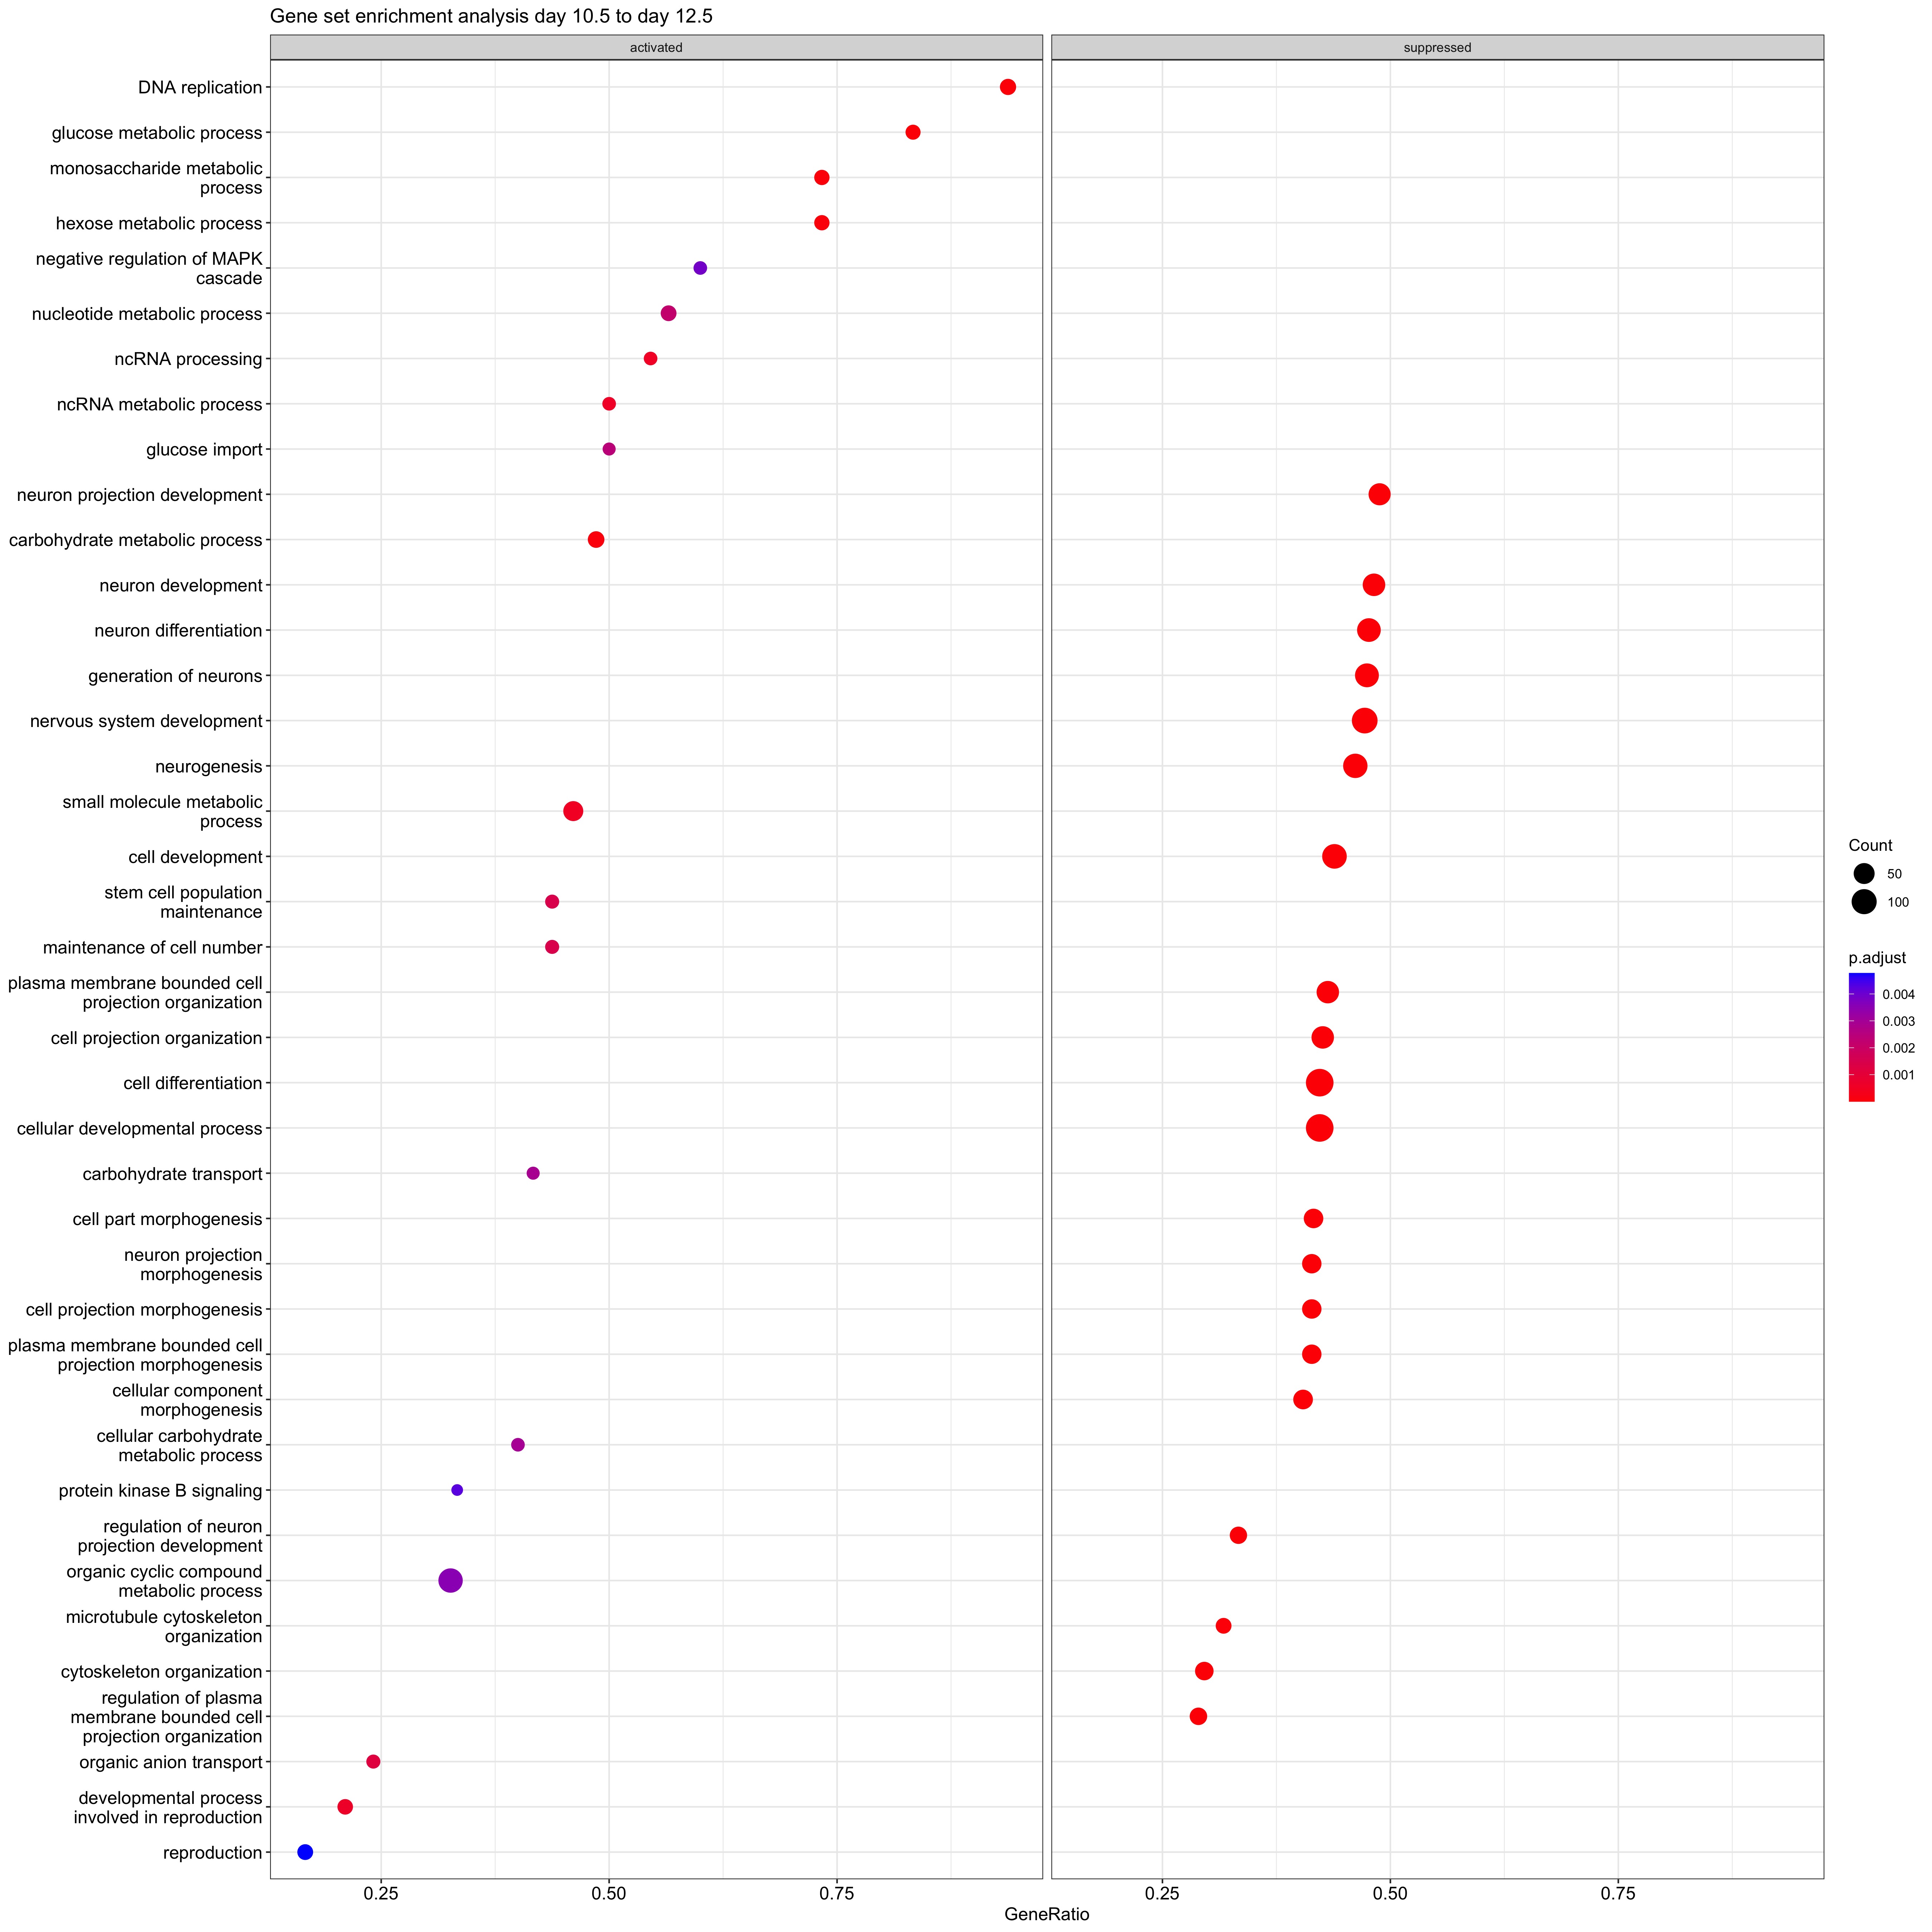 Gene set enrichment analysis day 10.5 to day 12.5
activated
suppressed
DNA replication
glucose metabolic process
monosaccharide metabolic
process
hexose metabolic process
negative regulation of MAPK
cascade
nucleotide metabolic process
ncRNA processing
ncRNA metabolic process
glucose import
neuron projection development
carbohydrate metabolic process
neuron development
neuron differentiation
generation of neurons
nervous system development
neurogenesis
small molecule metabolic
process
cell development
stem cell population
maintenance
maintenance of cell number
plasma membrane bounded cell
projection organization
cell projection organization
cell differentiation
cellular developmental process
carbohydrate transport
cell part morphogenesis
neuron projection
morphogenesis
cell projection morphogenesis
plasma membrane bounded cell
projection morphogenesis
cellular component
morphogenesis
cellular carbohydrate
metabolic process
protein kinase B signaling
regulation of neuron
projection development
organic cyclic compound
metabolic process
microtubule cytoskeleton
organization
cytoskeleton organization
regulation of plasma
membrane bounded cell
projection organization
organic anion transport
developmental process
involved in reproduction
reproduction
0.25 0.50 0.75
0.25 0.50 0.75
GeneRatio
Count
50
100
p.adjust
0.004
0.003
0.002
0.001